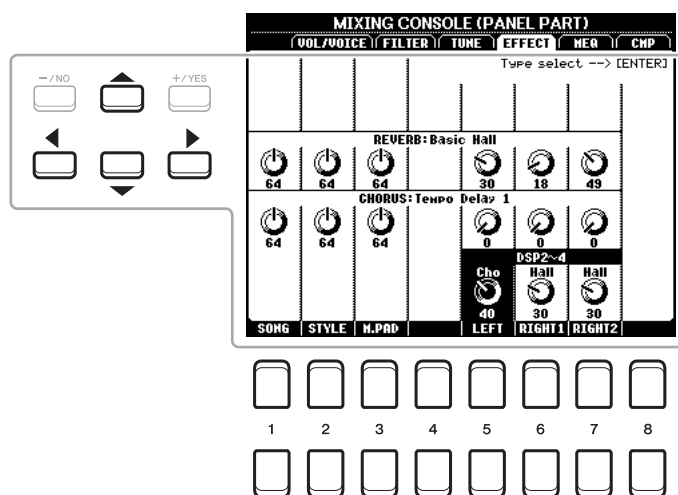 MIXING CONSOLE (PANEL PART)
VOL/VOICE FILTER TUNE EFFECT MEQ CMP
Type select --> [ENTER]
−/NO +/YES
REVERB:Basic Hall
64 64 64 30 18 49
CHORUS:Tempo Delay 1
64 64 64 0 0 0
DSP2~4
Cho Hall Hall
40 30 30
SONG STYLE M.PAD LEFT RIGHT1 RIGHT2
1 2 3 4 5 6 7 8